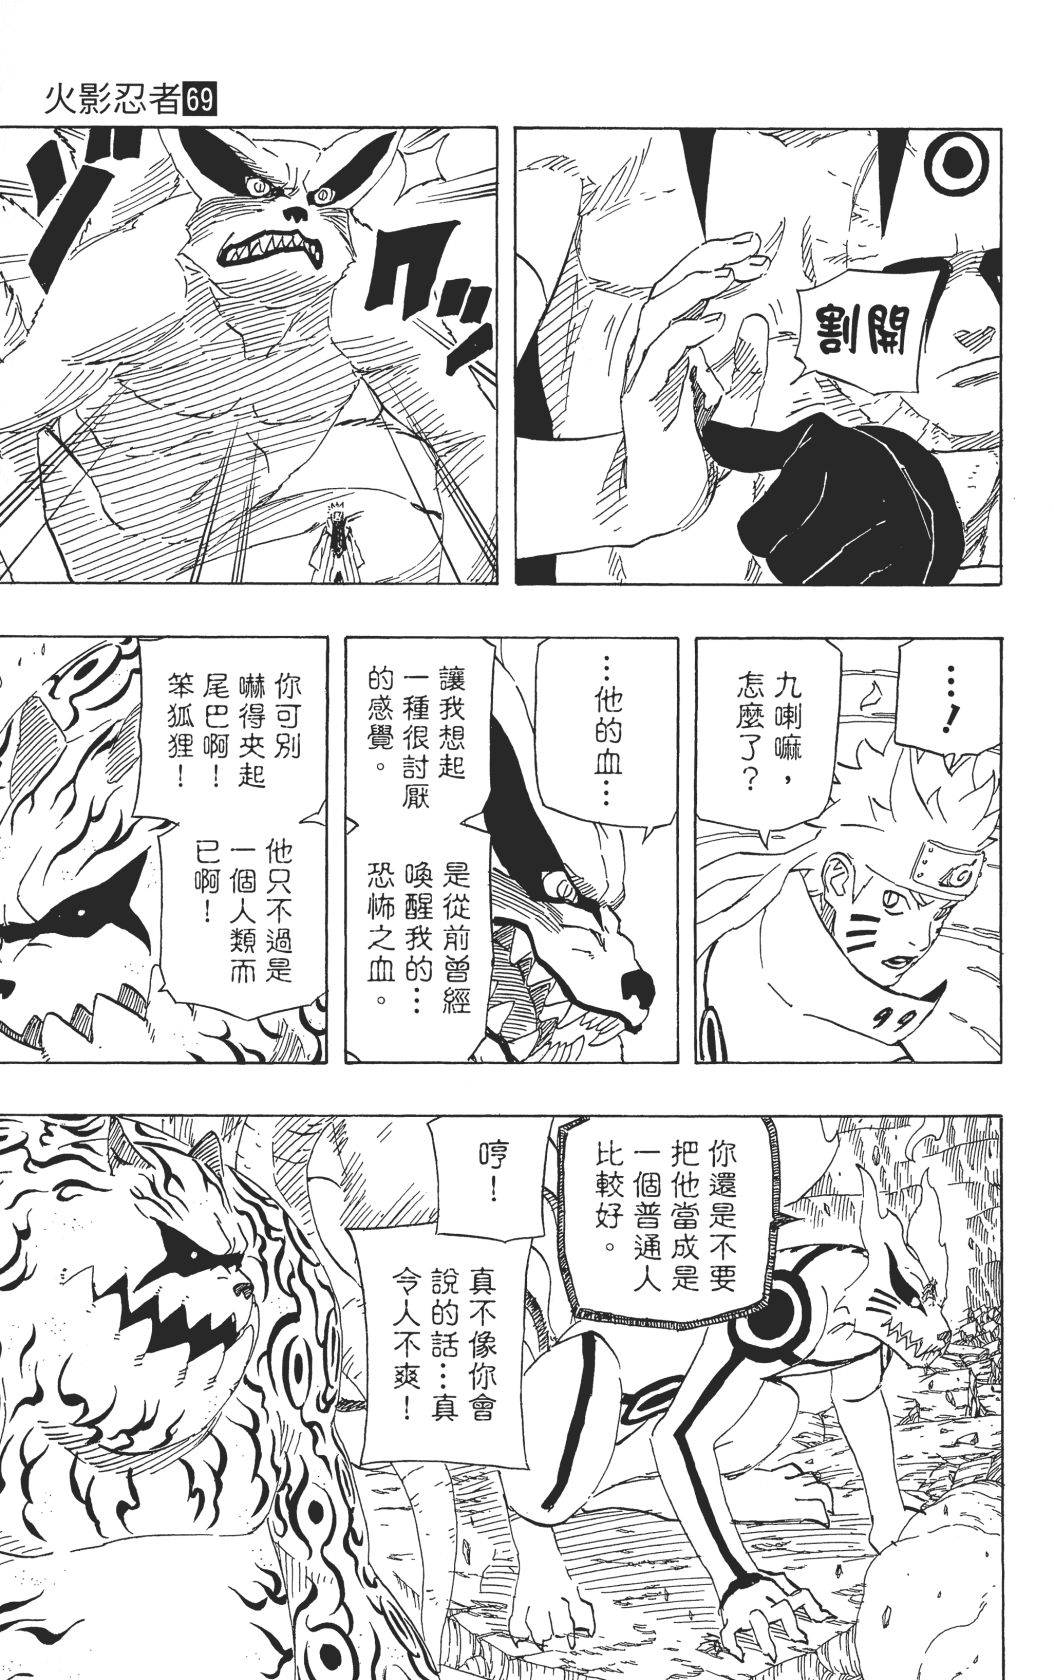 火影忍者69
割開
グッ
…！
九喇嘛，
怎麼了？
…他的血…
讓我想起
一種很討厭
的感覺。
是從前曾經
喚醒我的…
恐怖之血。
你可別
嚇得夾起
尾巴啊！
笨狐狸！
他只不過是
一個人類而
已啊！
你還是不要
把他當成是
一個普通人
比較好。
哼！
真不像你會
說的話…真
令人不爽！